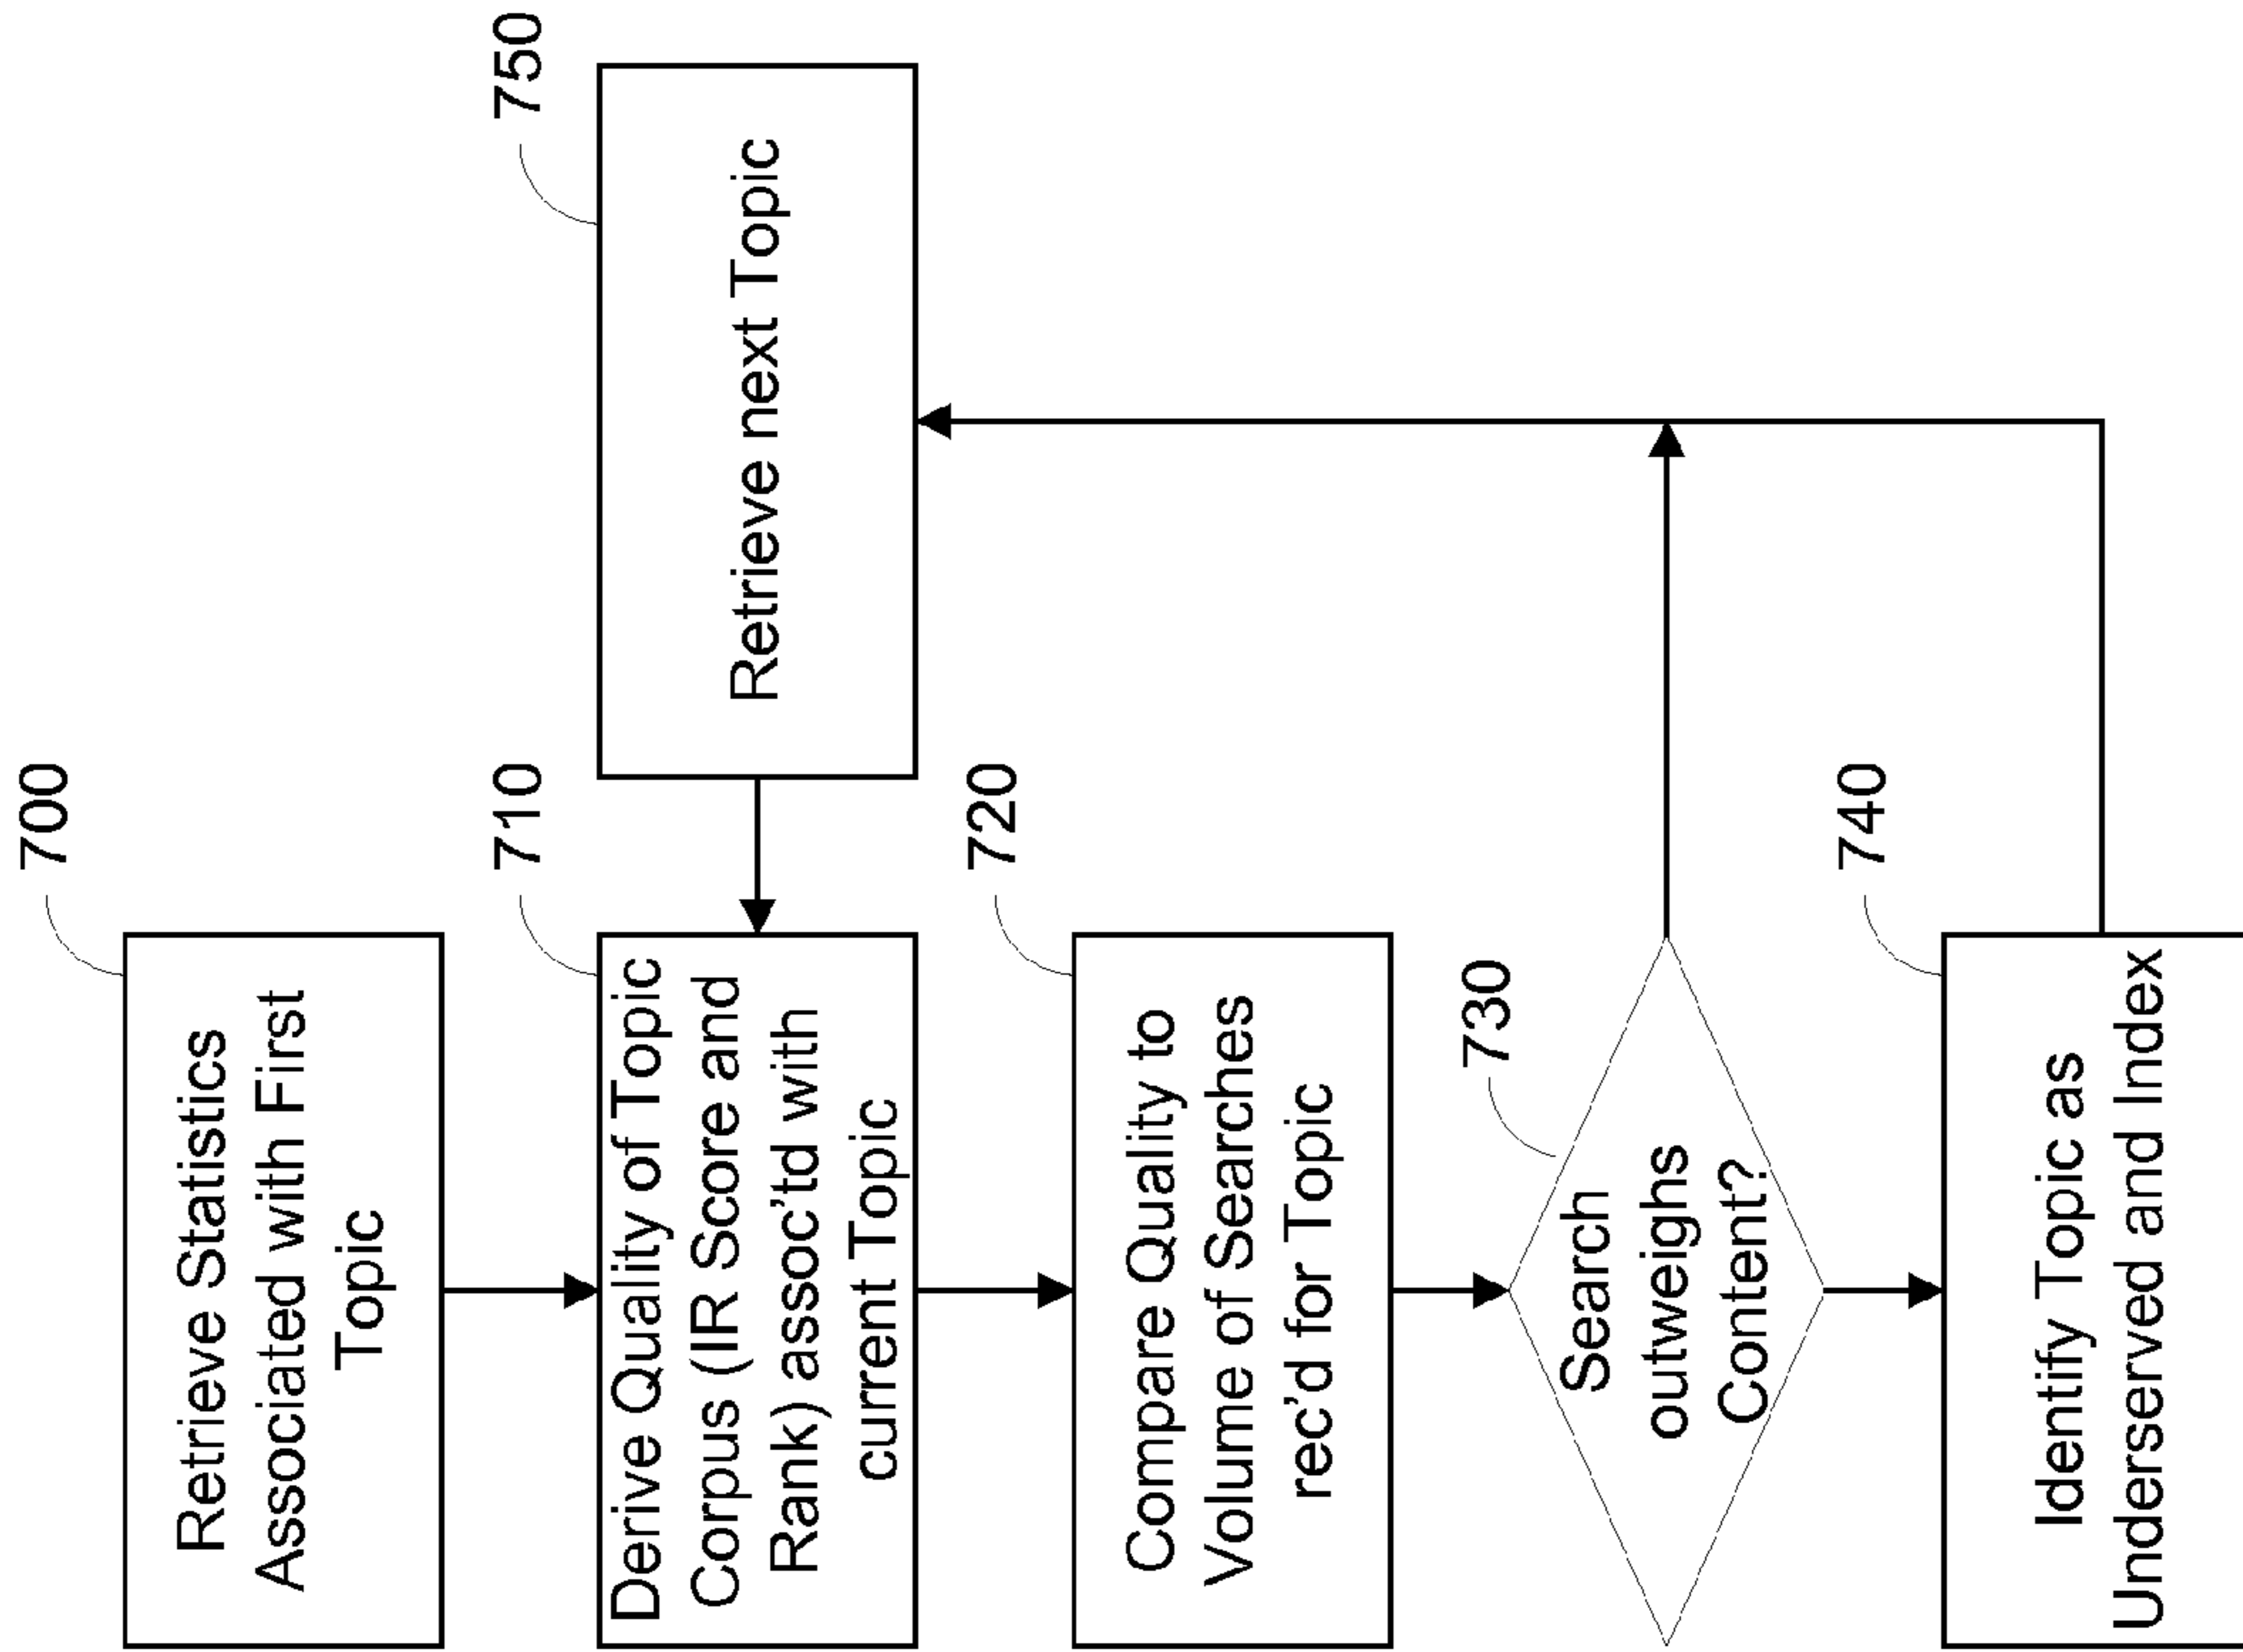 700
Retrieve Statistics
Associated with First
Topic
710
Derive Quality of Topic
Corpus (IR Score and
Rank) assoc'td with
current Topic
750
Retrieve next Topic
720
Compare Quality to
Volume of Searches
rec'd for Topic
730
Search
outweighs
Content?
740
Identify Topic as
Underserved and Index